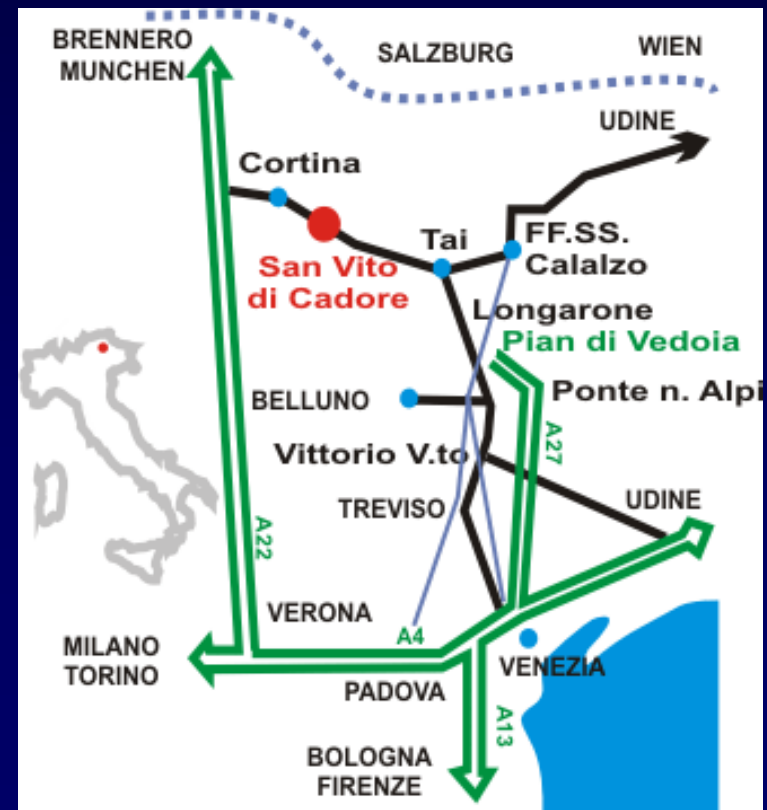 BRENNERO
MUNCHEN
SALZBURG
WIEN
UDINE
Cortina
Tai
FF.SS.
Calalzo
San Vito
di Cadore
Longarone
Pian di Vedoia
Ponte n. Alpi
BELLUNO
A27
Vittorio V.to
TREVISO
UDINE
A22
VERONA
A4
MILANO
TORINO
VENEZIA
PADOVA
A13
BOLOGNA
FIRENZE